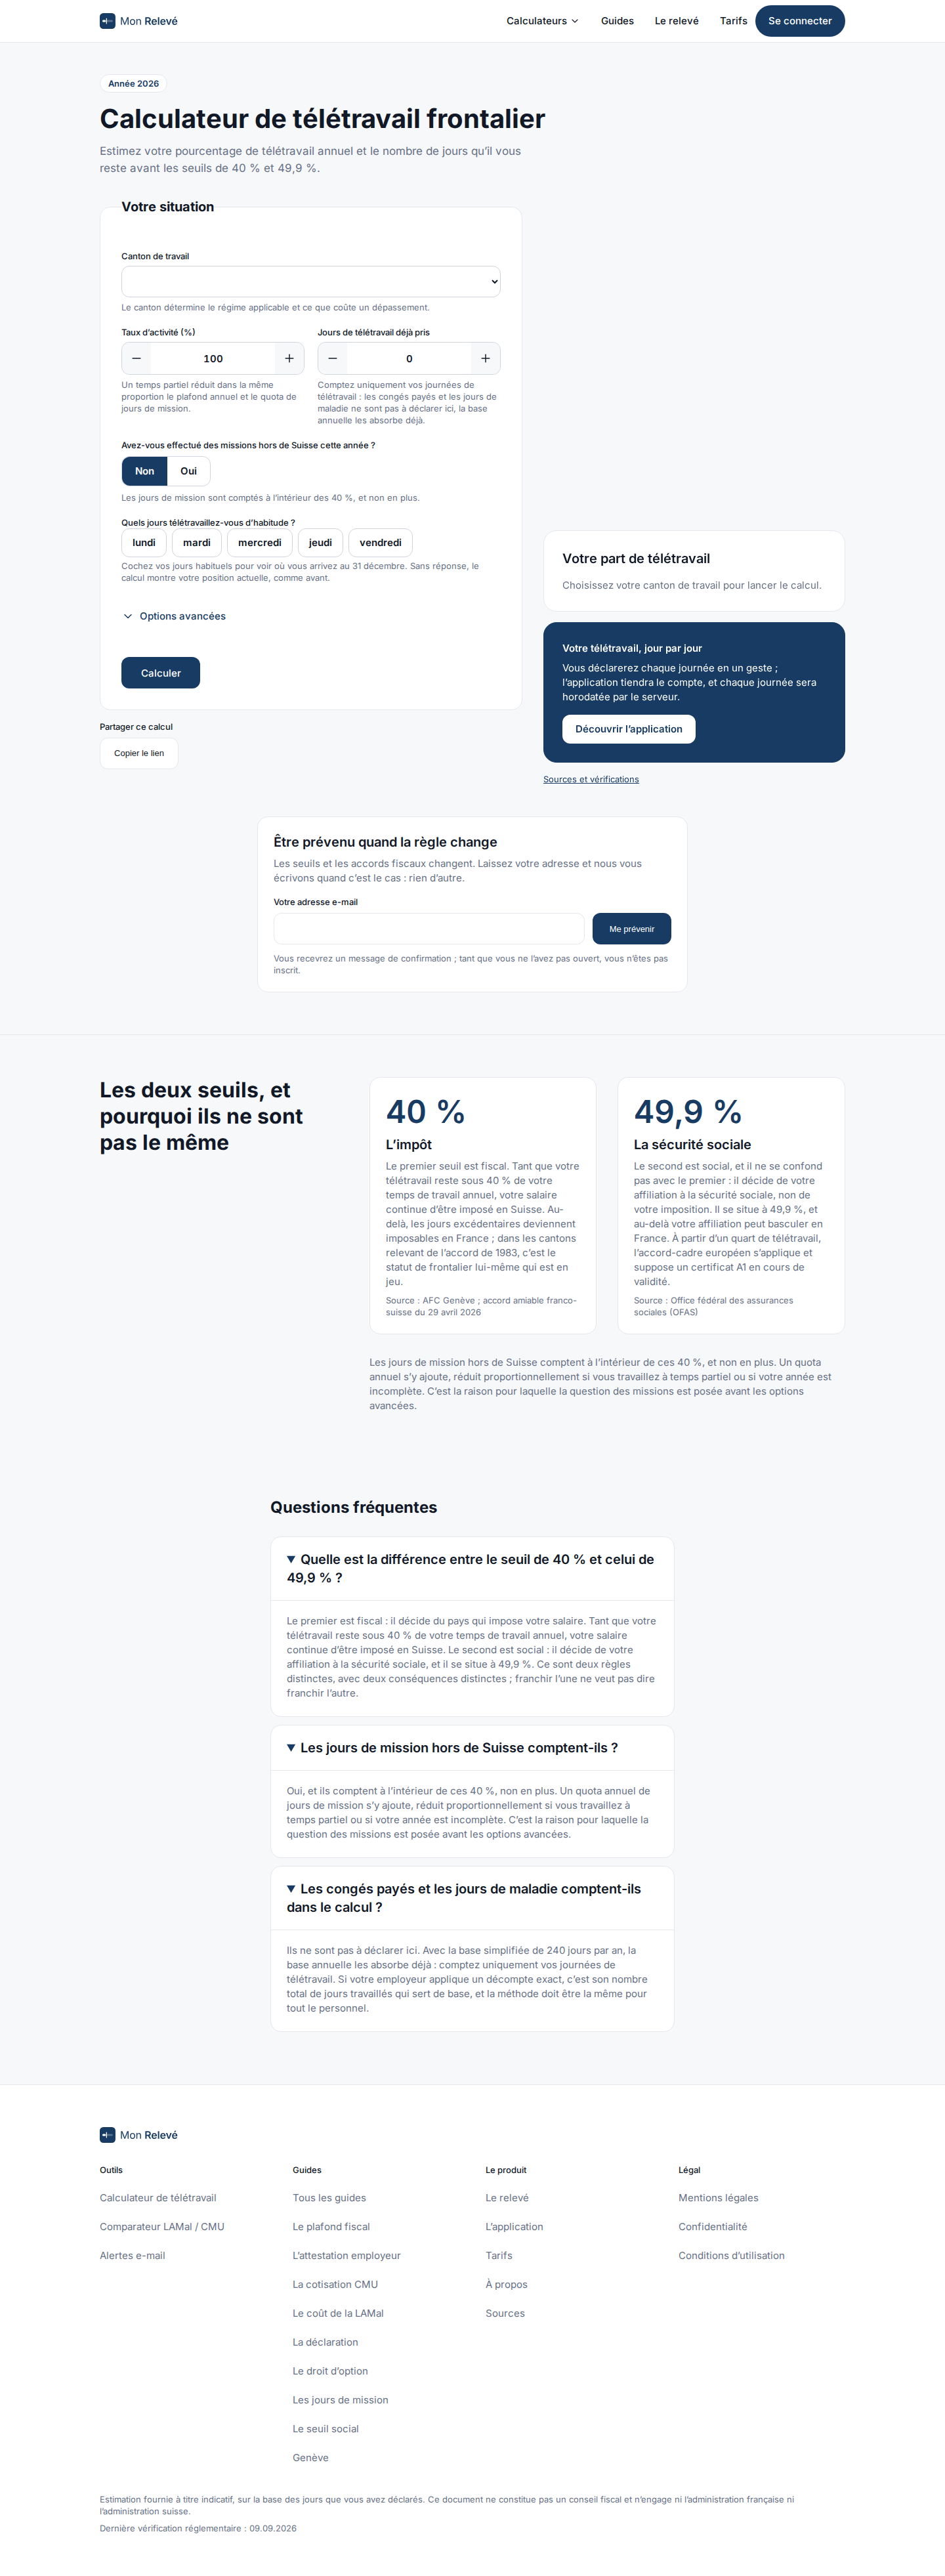 Mon Relevé
Calculateurs
Guides
Le relevé
Tarifs
Se connecter
Année 2026
Calculateur de télétravail frontalier
Estimez votre pourcentage de télétravail annuel et le nombre de jours qu’il vous
reste avant les seuils de 40 % et 49,9 %.
Votre situation
Canton de travail
Le canton détermine le régime applicable et ce que coûte un dépassement.
Taux d’activité (%)
100
Un temps partiel réduit dans la même
proportion le plafond annuel et le quota de
jours de mission.
Jours de télétravail déjà pris
0
Comptez uniquement vos journées de
télétravail : les congés payés et les jours de
maladie ne sont pas à déclarer ici, la base
annuelle les absorbe déjà.
Avez-vous effectué des missions hors de Suisse cette année ?
Non
Oui
Les jours de mission sont comptés à l’intérieur des 40 %, et non en plus.
Quels jours télétravaillez-vous d’habitude ?
lundi
mardi
mercredi
jeudi
vendredi
Cochez vos jours habituels pour voir où vous arrivez au 31 décembre. Sans réponse, le
calcul montre votre position actuelle, comme avant.
Options avancées
Calculer
Partager ce calcul
Copier le lien
Votre part de télétravail
Choisissez votre canton de travail pour lancer le calcul.
Votre télétravail, jour par jour
Vous déclarerez chaque journée en un geste ;
l’application tiendra le compte, et chaque journée sera
horodatée par le serveur.
Découvrir l’application
Sources et vérifications
Être prévenu quand la règle change
Les seuils et les accords fiscaux changent. Laissez votre adresse et nous vous
écrivons quand c’est le cas : rien d’autre.
Votre adresse e-mail
Me prévenir
Vous recevrez un message de confirmation ; tant que vous ne l’avez pas ouvert, vous n’êtes pas
inscrit.
Les deux seuils, et
pourquoi ils ne sont
pas le même
40 %
L’impôt
Le premier seuil est fiscal. Tant que votre
télétravail reste sous 40 % de votre
temps de travail annuel, votre salaire
continue d’être imposé en Suisse. Au-
delà, les jours excédentaires deviennent
imposables en France ; dans les cantons
relevant de l’accord de 1983, c’est le
statut de frontalier lui-même qui est en
jeu.
Source : AFC Genève ; accord amiable franco-
suisse du 29 avril 2026
49,9 %
La sécurité sociale
Le second est social, et il ne se confond
pas avec le premier : il décide de votre
affiliation à la sécurité sociale, non de
votre imposition. Il se situe à 49,9 %, et
au-delà votre affiliation peut basculer en
France. À partir d’un quart de télétravail,
l’accord-cadre européen s’applique et
suppose un certificat A1 en cours de
validité.
Source : Office fédéral des assurances
sociales (OFAS)
Les jours de mission hors de Suisse comptent à l’intérieur de ces 40 %, et non en plus. Un quota
annuel s’y ajoute, réduit proportionnellement si vous travaillez à temps partiel ou si votre année est
incomplète. C’est la raison pour laquelle la question des missions est posée avant les options
avancées.
Questions fréquentes
Quelle est la différence entre le seuil de 40 % et celui de
49,9 % ?
Le premier est fiscal : il décide du pays qui impose votre salaire. Tant que votre
télétravail reste sous 40 % de votre temps de travail annuel, votre salaire
continue d’être imposé en Suisse. Le second est social : il décide de votre
affiliation à la sécurité sociale, et il se situe à 49,9 %. Ce sont deux règles
distinctes, avec deux conséquences distinctes ; franchir l’une ne veut pas dire
franchir l’autre.
Les jours de mission hors de Suisse comptent-ils ?
Oui, et ils comptent à l’intérieur de ces 40 %, non en plus. Un quota annuel de
jours de mission s’y ajoute, réduit proportionnellement si vous travaillez à
temps partiel ou si votre année est incomplète. C’est la raison pour laquelle la
question des missions est posée avant les options avancées.
Les congés payés et les jours de maladie comptent-ils
dans le calcul ?
Ils ne sont pas à déclarer ici. Avec la base simplifiée de 240 jours par an, la
base annuelle les absorbe déjà : comptez uniquement vos journées de
télétravail. Si votre employeur applique un décompte exact, c’est son nombre
total de jours travaillés qui sert de base, et la méthode doit être la même pour
tout le personnel.
Mon Relevé
Outils
Calculateur de télétravail
Comparateur LAMal / CMU
Alertes e-mail
Guides
Tous les guides
Le plafond fiscal
L’attestation employeur
La cotisation CMU
Le coût de la LAMal
La déclaration
Le droit d’option
Les jours de mission
Le seuil social
Genève
Le produit
Le relevé
L’application
Tarifs
À propos
Sources
Légal
Mentions légales
Confidentialité
Conditions d’utilisation
Estimation fournie à titre indicatif, sur la base des jours que vous avez déclarés. Ce document ne constitue pas un conseil fiscal et n’engage ni l’administration française ni
l’administration suisse.
Dernière vérification réglementaire : 09.09.2026